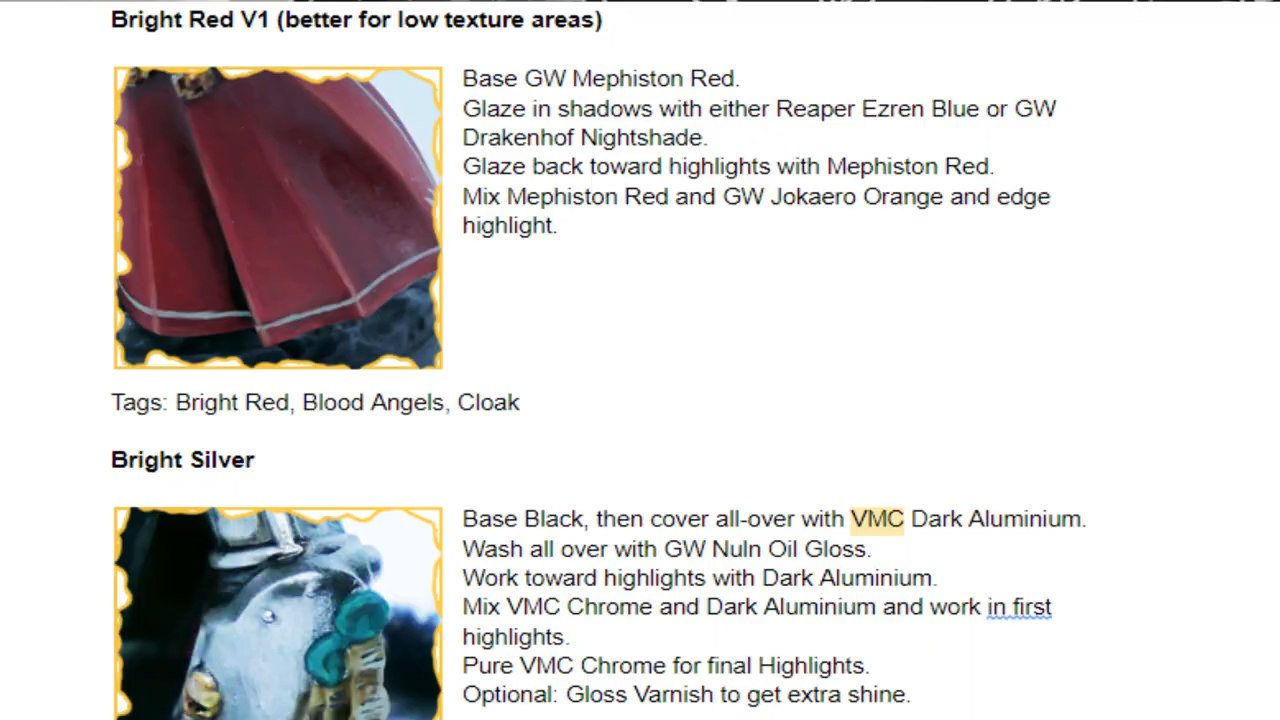 Bright Red V1 (better for low texture areas)
Base GW Mephiston Red.
Glaze in shadows with either Reaper Ezren Blue or GW
Drakenhof Nightshade.
Glaze back toward highlights with Mephiston Red.
Mix Mephiston Red and GW Jokaero Orange and edge
highlight.
Tags: Bright Red, Blood Angels, Cloak
Bright Silver
Base Black, then cover all-over with VMC Dark Aluminium.
Wash all over with GW Nuln Oil Gloss.
Work toward highlights with Dark Aluminium.
Mix VMC Chrome and Dark Aluminium and work in first
highlights.
Pure VMC Chrome for final Highlights.
Optional: Gloss Varnish to get extra shine.